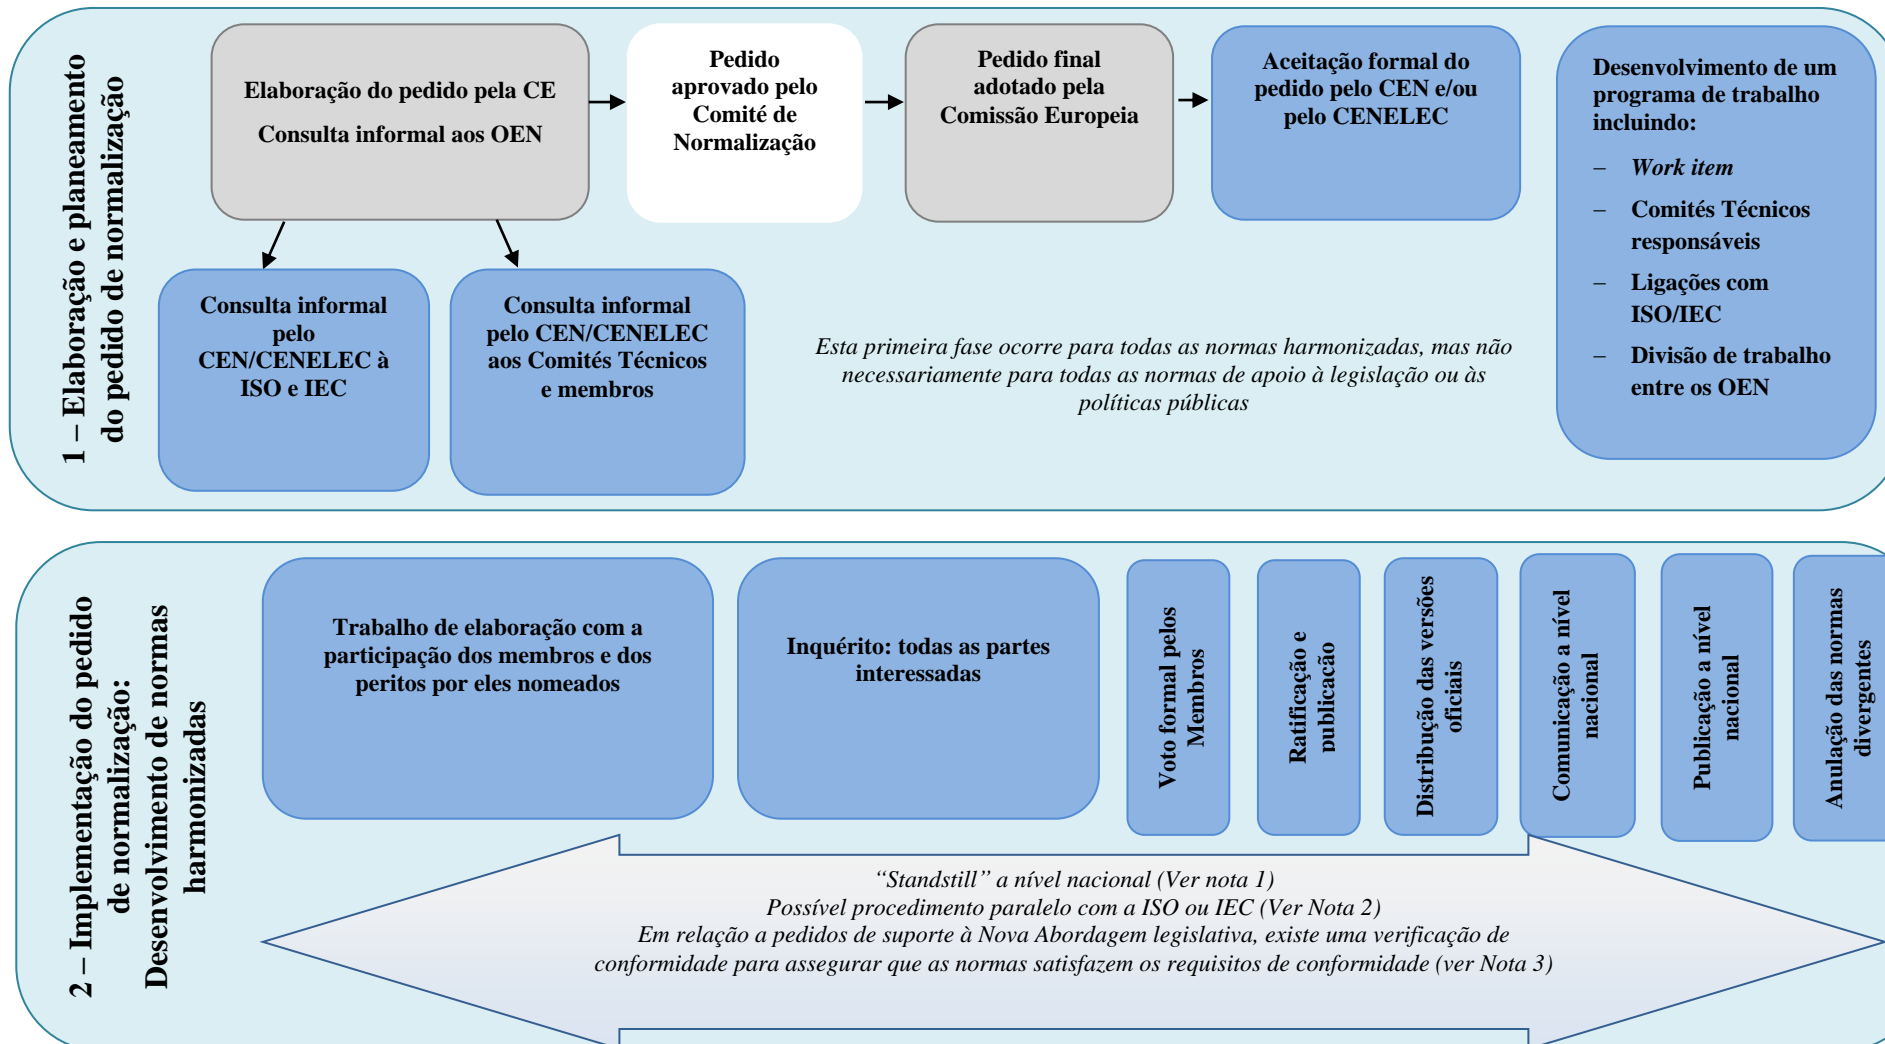 1 – Elaboração e planeamento
do pedido de normalização
Elaboração do pedido pela CE
Consulta informal aos OEN
Pedido
aprovado pelo
Comité de
Normalização
Pedido final
adotado pela
Comissão Europeia
Aceitação formal do
pedido pelo CEN e/ou
pelo CENELEC
Desenvolvimento de um
programa de trabalho
incluindo:
– Work item
– Comités Técnicos
responsáveis
– Ligações com
ISO/IEC
– Divisão de trabalho
entre os OEN
Consulta informal
pelo
CEN/CENELEC à
ISO e IEC
Consulta informal
pelo CEN/CENELEC
aos Comités Técnicos
e membros
Esta primeira fase ocorre para todas as normas harmonizadas, mas não
necessariamente para todas as normas de apoio à legislação ou às
políticas públicas
2 – Implementação do pedido
de normalização:
Desenvolvimento de normas
harmonizadas
Trabalho de elaboração com a
participação dos membros e dos
peritos por eles nomeados
Inquérito: todas as partes
interessadas
Voto formal pelos
Membros
Ratificação e
publicação
Distribução das versões
oficiais
Comunicação a nível
nacional
Publicação a nível
nacional
Anulação das normas
divergentes
“Standstill” a nível nacional (Ver nota 1)
Possível procedimento paralelo com a ISO ou IEC (Ver Nota 2)
Em relação a pedidos de suporte à Nova Abordagem legislativa, existe uma verificação de
conformidade para assegurar que as normas satisfazem os requisitos de conformidade (ver Nota 3)